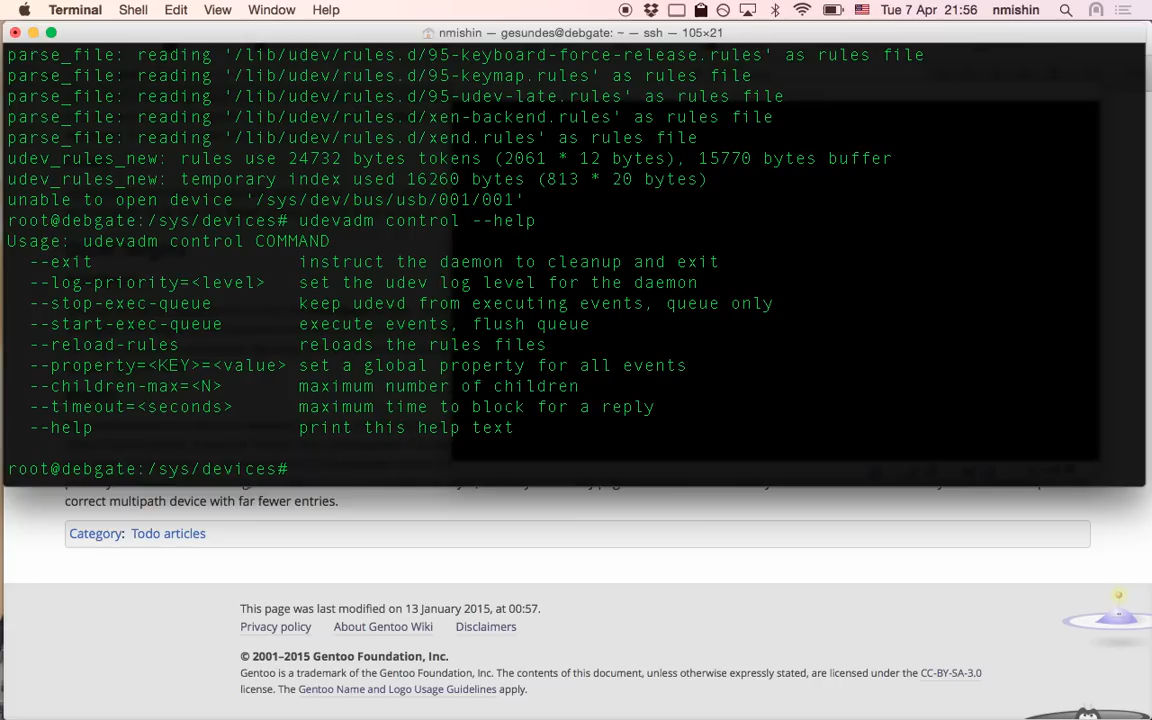 Terminal Shell Edit View Window Help Tue 7 Apr 21:56 nmishin
nmishin — gesundes@debgate: ~ — ssh — 105×21
parse_file: reading '/lib/udev/rules.d/95-keyboard-force-release.rules' as rules file
parse_file: reading '/lib/udev/rules.d/95-keymap.rules' as rules file
parse_file: reading '/lib/udev/rules.d/95-udev-late.rules' as rules file
parse_file: reading '/lib/udev/rules.d/xen-backend.rules' as rules file
parse_file: reading '/lib/udev/rules.d/xend.rules' as rules file
udev_rules_new: rules use 24732 bytes tokens (2061 * 12 bytes), 15770 bytes buffer
udev_rules_new: temporary index used 16260 bytes (813 * 20 bytes)
unable to open device '/sys/dev/bus/usb/001/001'
root@debgate:/sys/devices# udevadm control --help
Usage: udevadm control COMMAND
--exit instruct the daemon to cleanup and exit
--log-priority=<level> set the udev log level for the daemon
--stop-exec-queue keep udevd from executing events, queue only
--start-exec-queue execute events, flush queue
--reload-rules reloads the rules files
--property=<KEY>=<value> set a global property for all events
--children-max=<N> maximum number of children
--timeout=<seconds> maximum time to block for a reply
--help print this help text
root@debgate:/sys/devices#
correct multipath device with far fewer entries.
Category: Todo articles
This page was last modified on 13 January 2015, at 00:57.
Privacy policy About Gentoo Wiki Disclaimers
© 2001–2015 Gentoo Foundation, Inc.
Gentoo is a trademark of the Gentoo Foundation, Inc. The contents of this document, unless otherwise expressly stated, are licensed under the CC-BY-SA-3.0
license. The Gentoo Name and Logo Usage Guidelines apply.